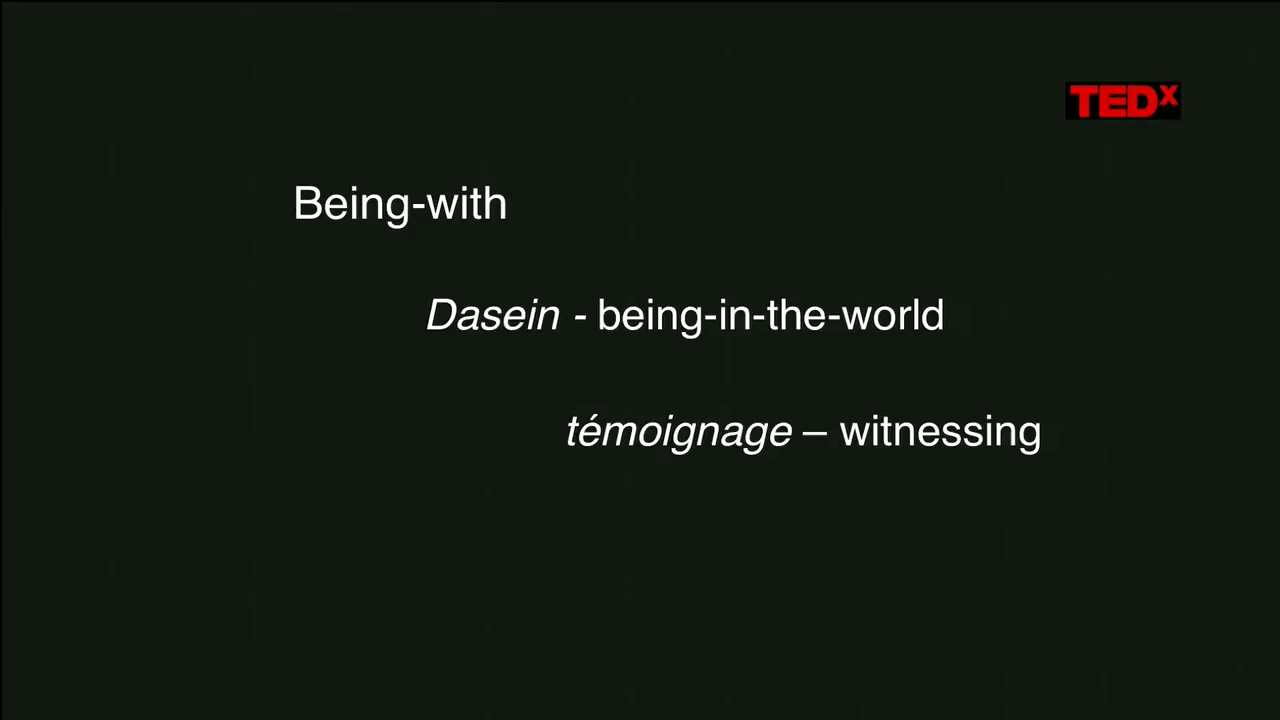 TEDx
Being-with
Dasein - being-in-the-world
témoignage – witnessing